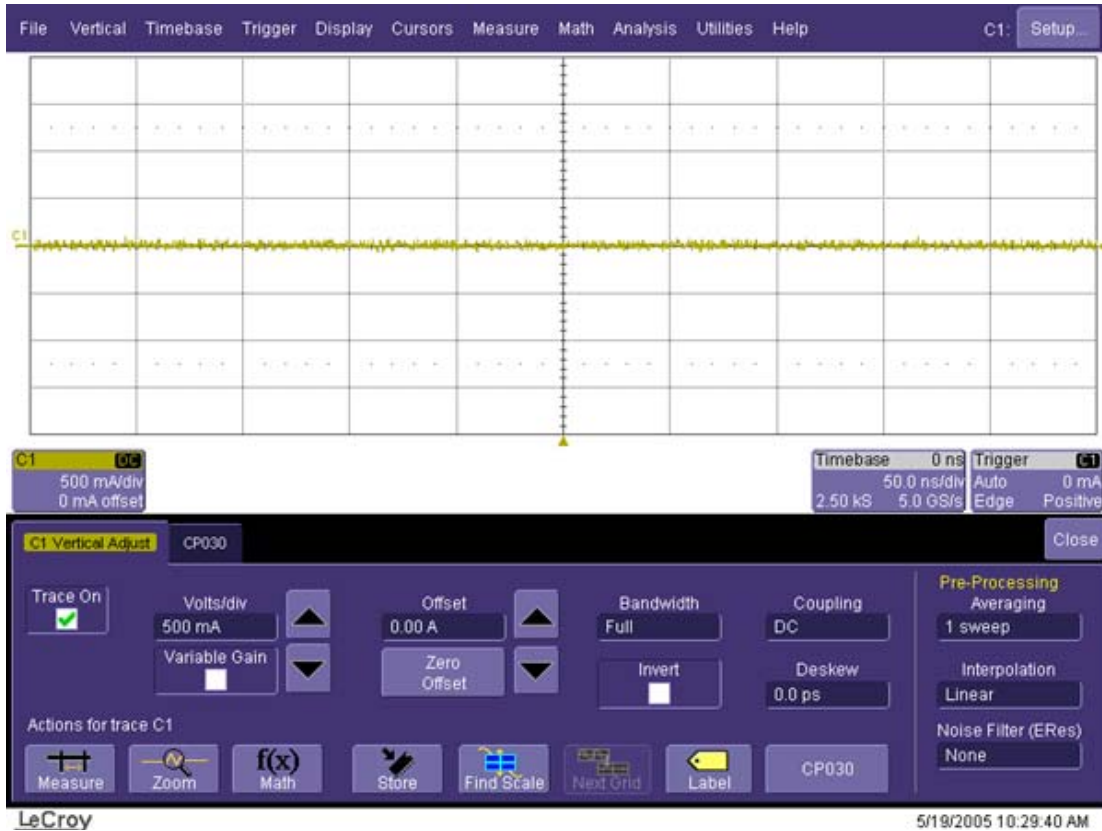 File Vertical Timebase Trigger Display Cursors Measure Math Analysis Utilities Help C1: Setup...
C1
C1 DC
500 mA/div
0 mA offset
Timebase 0 ns
50.0 ns/div
2.50 kS 5.0 GS/s
Trigger C1
Auto 0 mA
Edge Positive
C1 Vertical Adjust CP030 Close
Trace On
Volts/div
500 mA
Variable Gain
Offset
0.00 A
Zero
Offset
Bandwidth
Full
Invert
Coupling
DC
Deskew
0.0 ps
Pre-Processing
Averaging
1 sweep
Interpolation
Linear
Noise Filter (ERes)
None
Actions for trace C1
Measure
Zoom
f(x)
Math
Store
Find Scale
Next Grid
Label
CP030
LeCroy 5/19/2005 10:29:40 AM